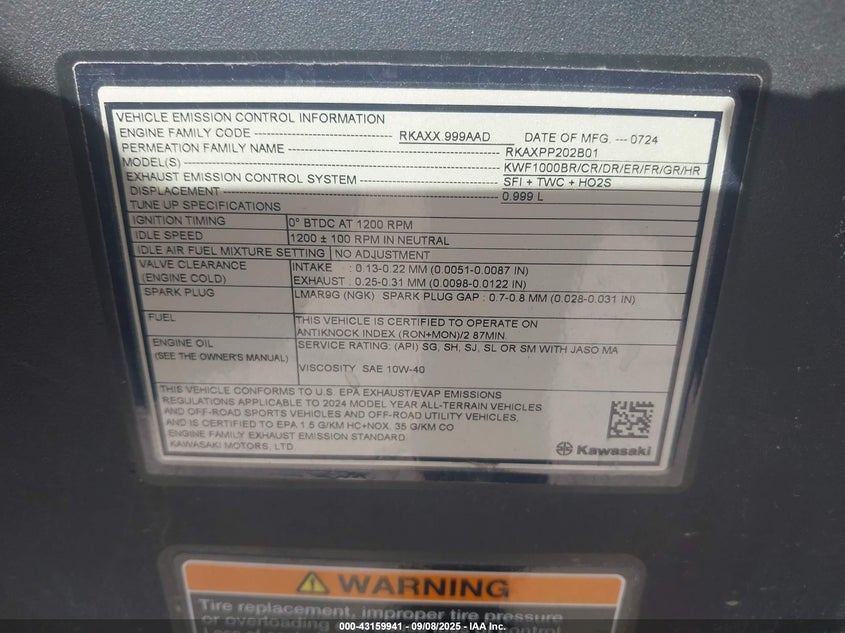 VEHICLE EMISSION CONTROL INFORMATION
ENGINE FAMILY CODE RKAXX.999AAD DATE OF MFG. --- 0724
PERMEATION FAMILY NAME RKAXPP202B01
MODEL(S) KWF1000BR/CR/DR/ER/FR/GR/HR
EXHAUST EMISSION CONTROL SYSTEM SFI + TWC + HO2S
DISPLACEMENT 0.999 L
TUNE UP SPECIFICATIONS
IGNITION TIMING 0° BTDC AT 1200 RPM
IDLE SPEED 1200 ± 100 RPM IN NEUTRAL
IDLE AIR FUEL MIXTURE SETTING NO ADJUSTMENT
VALVE CLEARANCE INTAKE : 0.13-0.22 MM (0.0051-0.0087 IN)
(ENGINE COLD) EXHAUST : 0.25-0.31 MM (0.0098-0.0122 IN)
SPARK PLUG LMAR9G (NGK) SPARK PLUG GAP : 0.7-0.8 MM (0.028-0.031 IN)
FUEL THIS VEHICLE IS CERTIFIED TO OPERATE ON
ANTIKNOCK INDEX (RON+MON)/2 87MIN.
ENGINE OIL SERVICE RATING: (API) SG, SH, SJ, SL OR SM WITH JASO MA
(SEE THE OWNER'S MANUAL)
VISCOSITY SAE 10W-40
THIS VEHICLE CONFORMS TO U.S. EPA EXHAUST/EVAP EMISSIONS
REGULATIONS APPLICABLE TO 2024 MODEL YEAR ALL-TERRAIN VEHICLES
AND OFF-ROAD SPORTS VEHICLES AND OFF-ROAD UTILITY VEHICLES,
AND IS CERTIFIED TO EPA 1.5 G/KM HC+NOX, 35 G/KM CO
ENGINE FAMILY EXHAUST EMISSION STANDARD.
KAWASAKI MOTORS, LTD.
Kawasaki
WARNING
Tire replacement, improper tire pressure
or overloading
000-43159941 - 09/08/2025 - IAA Inc.